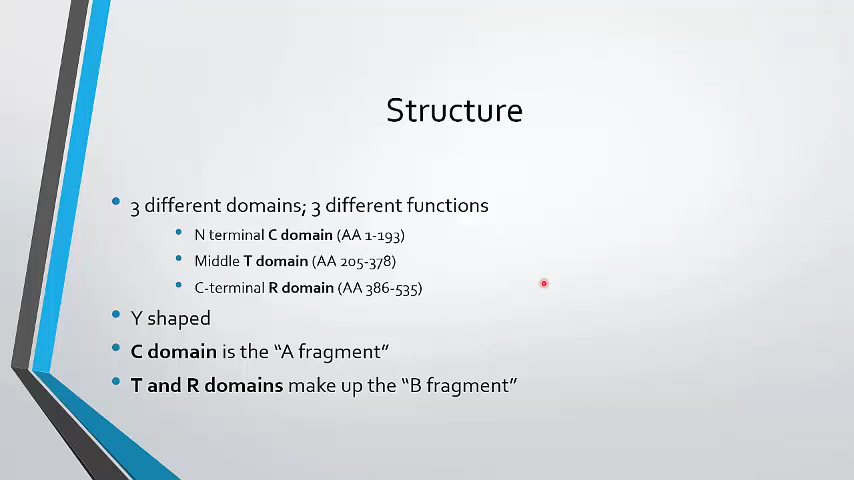 Structure
• 3 different domains; 3 different functions
• N terminal C domain (AA 1-193)
• Middle T domain (AA 205-378)
• C-terminal R domain (AA 386-535)
• Y shaped
• C domain is the “A fragment”
• T and R domains make up the “B fragment”